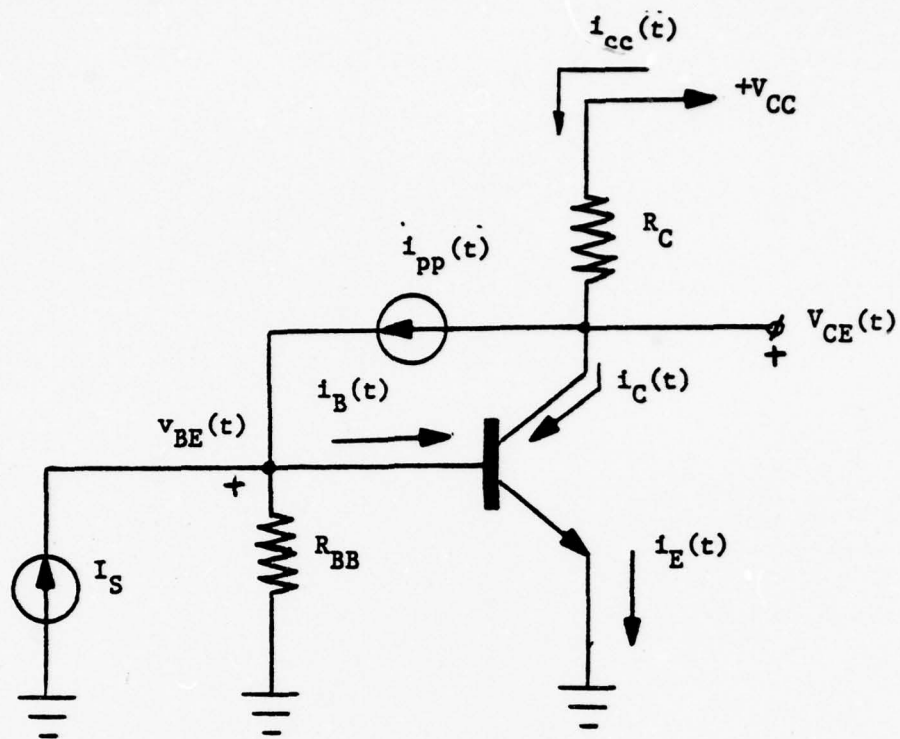 i_cc(t)
+V_CC
R_C
i_pp(t)
V_CE(t)
+
i_C(t)
i_B(t)
v_BE(t)
+
R_BB
I_S
i_E(t)